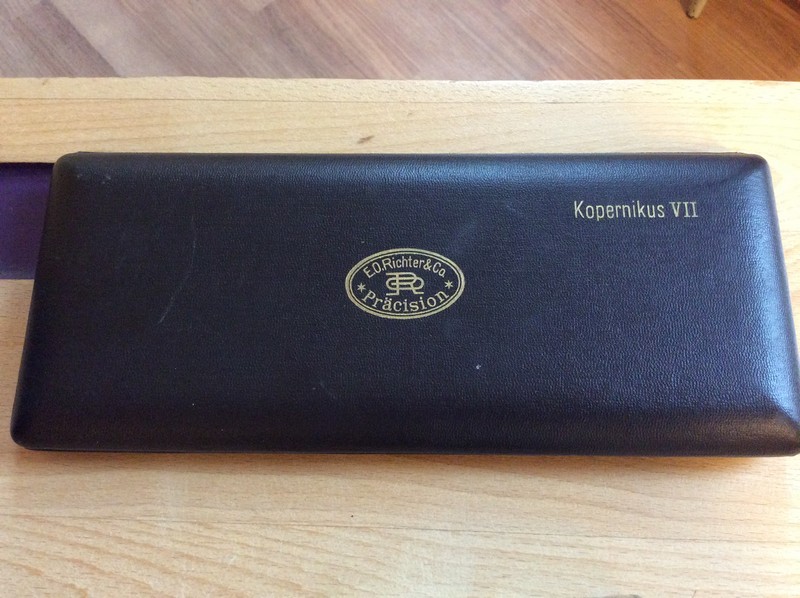 Kopernikus VII
E.O.Richter&Co.
Präcision